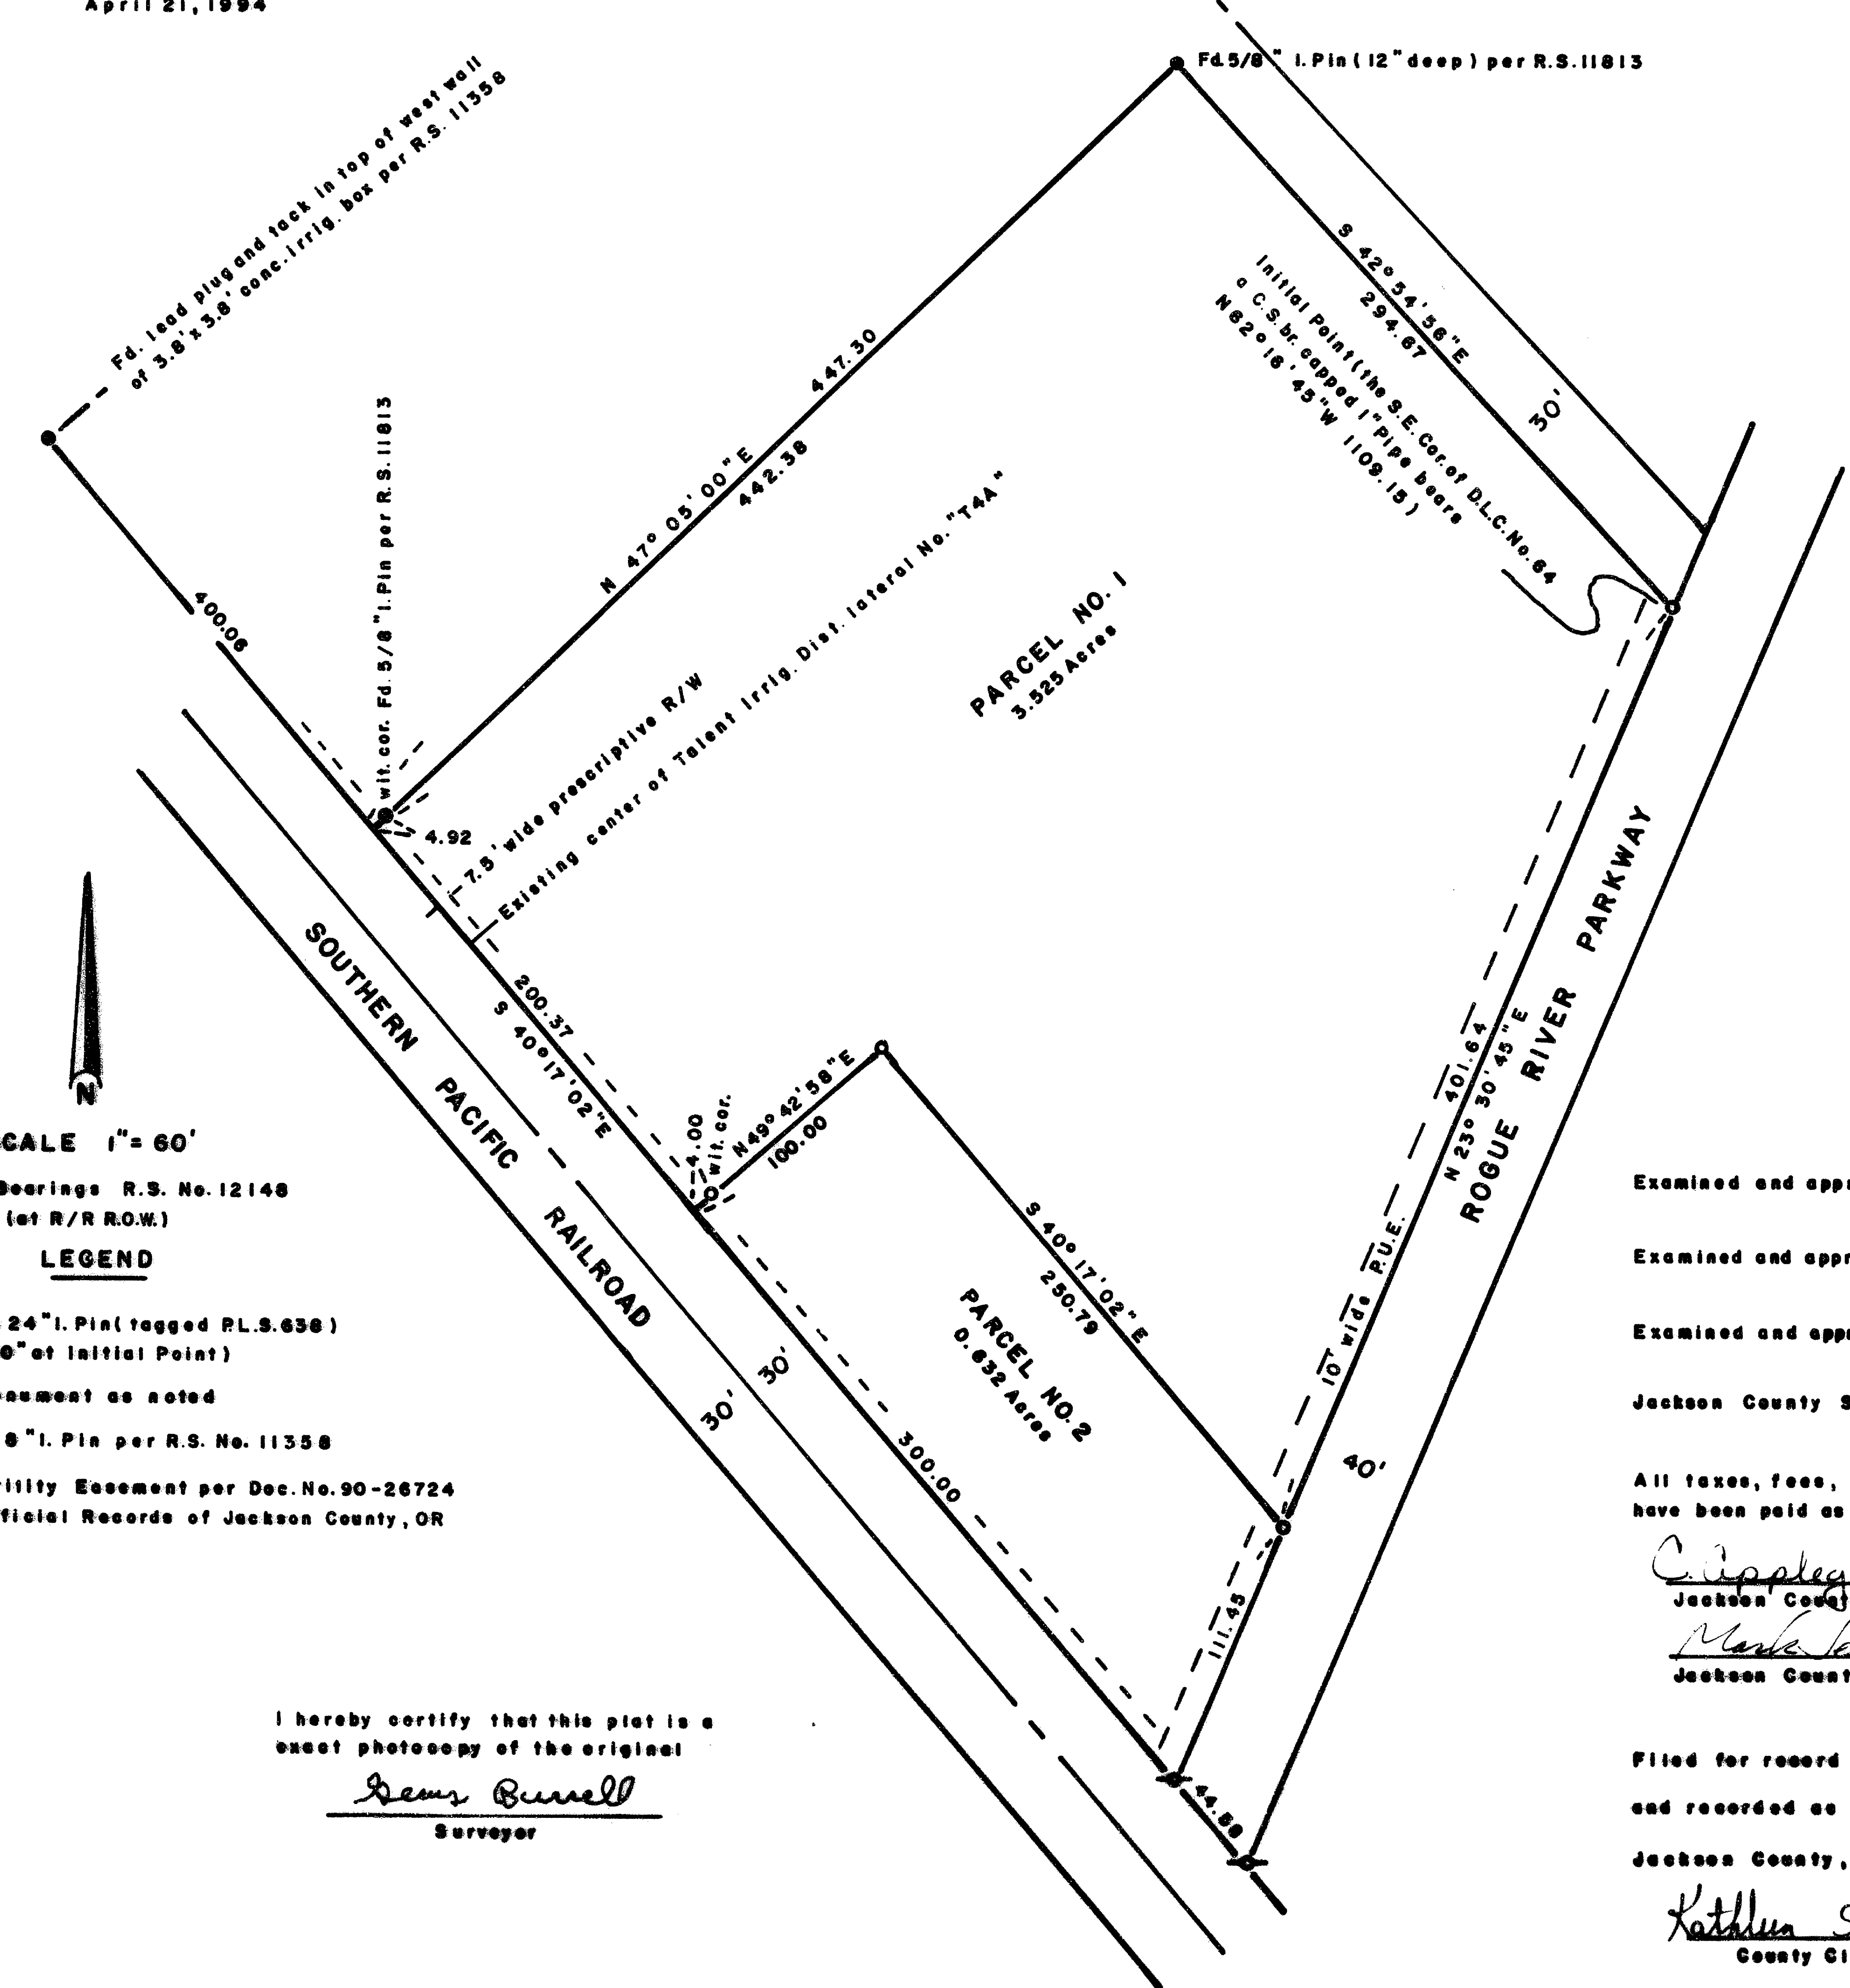 April 21, 1994
Fd. 5/8" I. Pin (12" deep) per R.S. 11813
Fd. lead plug and tack in top of west wall
of 3.8' x 3.8' conc. irrig. box per R.S. 11358
S 42° 54' 56" E
294.67
30'
Initial Point (the S.E. Cor. of D.L.C. No. 64
a C.S. br. capped 1" Pipe bears
N 62° 16' 45" W 1109.15)
447.30
N 47° 05' 00" E
442.38
wit. cor. Fd. 5/8" I. Pin per R.S. 11813
400.06
4.92
7.5' wide prescriptive R/W
Existing center of Talent Irrig. Dist. lateral No. "T4A"
PARCEL NO. 1
3.525 Acres
SOUTHERN PACIFIC RAILROAD
200.37
S 40° 17' 02" E
4.00
wit. cor.
N 49° 42' 58" E
100.00
S 40° 17' 02" E
250.79
PARCEL NO. 2
0.632 Acres
30'
30'
300.00
401.64
N 23° 30' 45" E
ROGUE RIVER PARKWAY
10' wide P.U.E.
40'
111.45
N
CALE 1" = 60'
Bearings R.S. No. 12148
(at R/R R.O.W.)
LEGEND
24" I. Pin (tagged P.L.S. 638)
0" at Initial Point)
nument as noted
8" I. Pin per R.S. No. 11358
tility Easement per Doc. No. 90-26724
ficial Records of Jackson County, OR
I hereby certify that this plat is a
exact photocopy of the original
Surveyor
Examined and appr
Examined and appr
Examined and appr
Jackson County S
All taxes, fees,
have been paid as
C. Appleg
Jackson Count
Mark
Jackson Count
Filed for record
and recorded as
Jackson County,
Kathleen S
County Cl